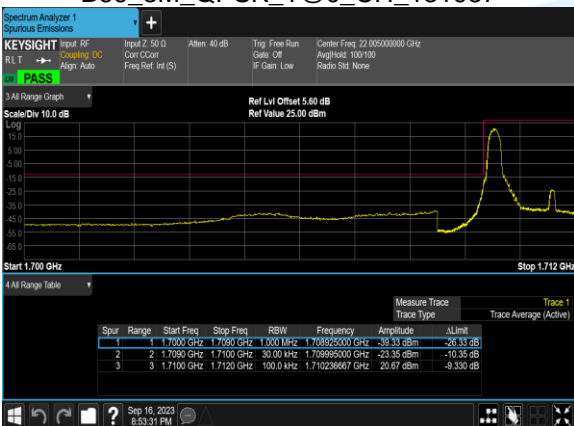 Spectrum Analyzer 1
Spurious Emissions
+
KEYSIGHT Input: RF Input Z: 50 Ω Atten: 40 dB Trig: Free Run Center Freq: 22.005000000 GHz
RLT Coupling: DC Corr CCorr Gate: Off Avg|Hold: 100/100
Align: Auto Freq Ref: Int (S) IF Gain: Low Radio Std: None
PASS
3 All Range Graph
Ref Lvl Offset 5.60 dB
Scale/Div 10.0 dB Ref Value 25.00 dBm
Log
15.0
5.00
-5.00
-15.0
-25.0
-35.0
-45.0
-55.0
-65.0
Start 1.700 GHz Stop 1.712 GHz
4 All Range Table
Measure Trace Trace 1
Trace Type Trace Average (Active)
Spur Range Start Freq Stop Freq RBW Frequency Amplitude ΔLimit
1 1 1.7000 GHz 1.7090 GHz 1.000 MHz 1.708925000 GHz -39.33 dBm -26.33 dB
2 2 1.7090 GHz 1.7100 GHz 30.00 kHz 1.709995000 GHz -23.35 dBm -10.35 dB
3 3 1.7100 GHz 1.7120 GHz 100.0 kHz 1.710236667 GHz 20.67 dBm -9.330 dB
? Sep 16, 2023
8:53:31 PM